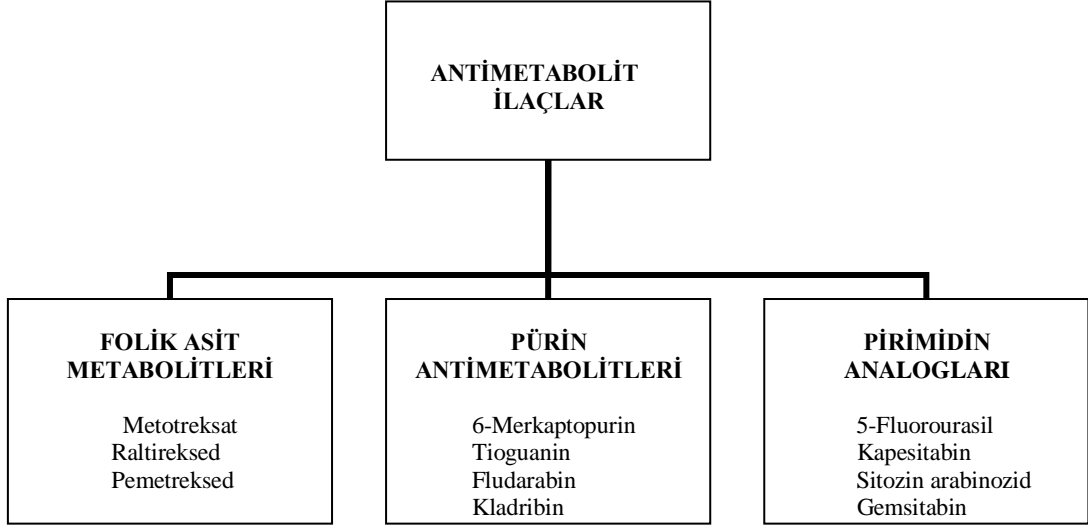 ANTİMETABOLİT
İLAÇLAR
FOLİK ASİT
METABOLİTLERİ
Metotreksat
Raltireksed
Pemetreksed
PÜRİN
ANTİMETABOLİTLERİ
6-Merkaptopurin
Tioguanin
Fludarabin
Kladribin
PİRİMİDİN
ANALOGLARI
5-Fluorourasil
Kapesitabin
Sitozin arabinozid
Gemsitabin